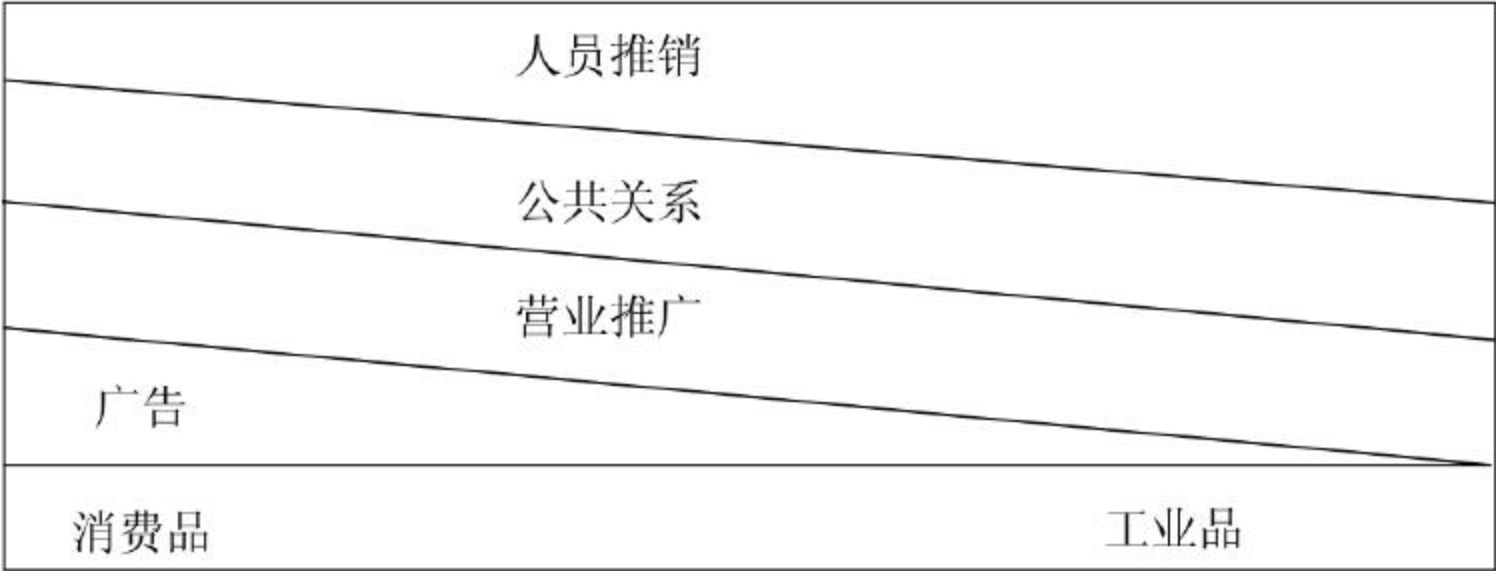 人员推销
公共关系
营业推广
广告
消费品 工业品